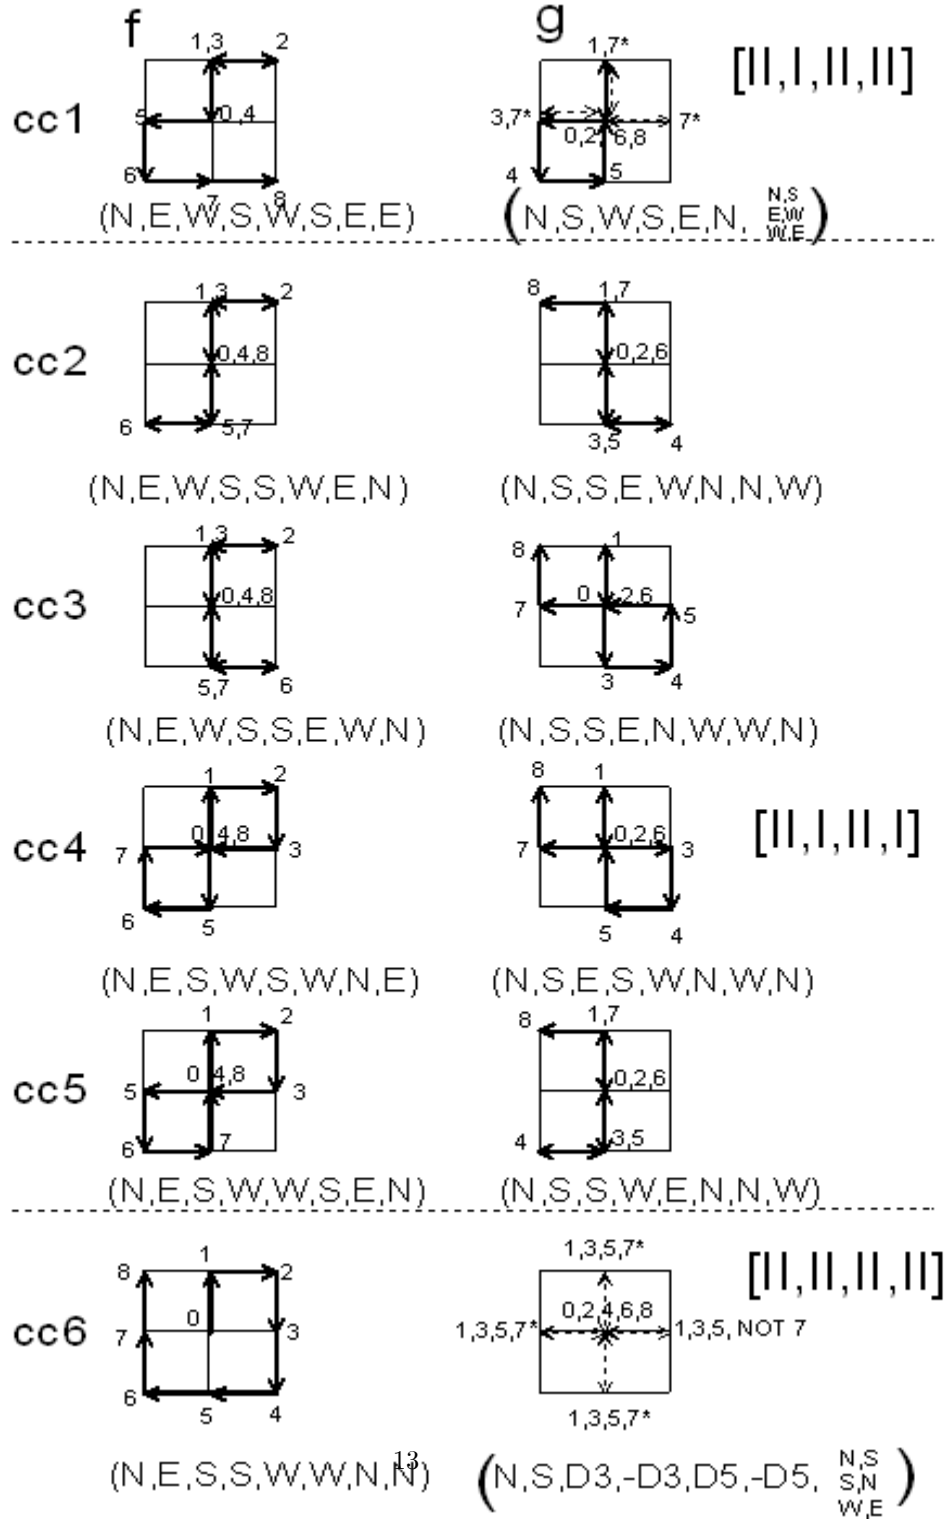 f g
1,3 2 1,7* [II,I,II,II]
cc1 5 0,4 3,7* 0,2, 6,8 7*
6 7 8 4 5
(N,E,W,S,W,S,E,E) (N,S,W,S,E,N, N,S E,W W,E)
1,3 2 8 1,7
cc2 0,4,8 0,2,6
6 5,7 3,5 4
(N,E,W,S,S,W,E,N) (N,S,S,E,W,N,N,W)
1,3 2 8 1
cc3 0,4,8 7 0 2,6 5
5,7 6 3 4
(N,E,W,S,S,E,W,N) (N,S,S,E,N,W,W,N)
1 2 8 1
cc4 7 0 4,8 3 7 0,2,6 3 [II,I,II,I]
6 5 5 4
(N,E,S,W,S,W,N,E) (N,S,E,S,W,N,W,N)
1 2 8 1,7
cc5 5 0 4,8 3 0,2,6
6 7 4 3,5
(N,E,S,W,W,S,E,N) (N,S,S,W,E,N,N,W)
8 1 2 1,3,5,7* [II,II,II,II]
cc6 7 0 3 1,3,5,7* 0,2,4,6,8 1,3,5, NOT 7
6 5 4 1,3,5,7*
(N,E,S,S,W,W,N,N) (N,S,D3,-D3,D5,-D5, N,S S,N W,E)
13